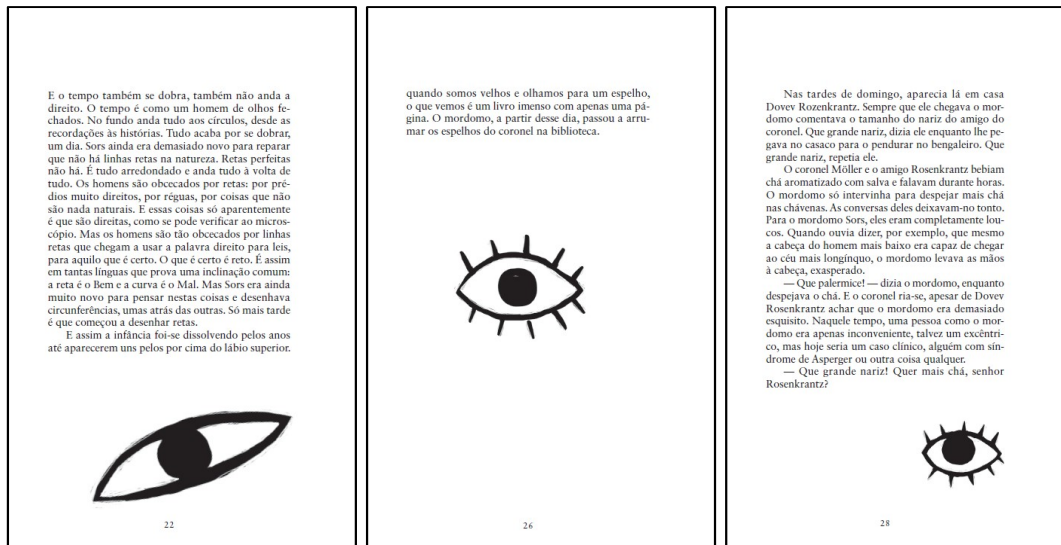 E o tempo também se dobra, também não anda a
direito. O tempo é como um homem de olhos fe-
chados. No fundo anda tudo aos círculos, desde as
recordações às histórias. Tudo acaba por se dobrar,
um dia. Sors ainda era demasiado novo para reparar
que não há linhas retas na natureza. Retas perfeitas
não há. É tudo arredondado e anda tudo à volta de
tudo. Os homens são obcecados por retas: por pré-
dios muito direitos, por réguas, por coisas que não
são nada naturais. E essas coisas só aparentemente
é que são direitas, como se pode verificar ao micros-
cópio. Mas os homens são tão obcecados por linhas
retas que chegam a usar a palavra direito para leis,
para aquilo que é certo. O que é certo é reto. É assim
em tantas línguas que prova uma inclinação comum:
a reta é o Bem e a curva é o Mal. Mas Sors era ainda
muito novo para pensar nestas coisas e desenhava
circunferências, umas atrás das outras. Só mais tarde
é que começou a desenhar retas.
E assim a infância foi-se dissolvendo pelos anos
até aparecerem uns pelos por cima do lábio superior.
22
quando somos velhos e olhamos para um espelho,
o que vemos é um livro imenso com apenas uma pá-
gina. O mordomo, a partir desse dia, passou a arru-
mar os espelhos do coronel na biblioteca.
26
Nas tardes de domingo, aparecia lá em casa
Dovev Rozenkrantz. Sempre que ele chegava o mor-
domo comentava o tamanho do nariz do amigo do
coronel. Que grande nariz, dizia ele enquanto lhe pe-
gava no casaco para o pendurar no bengaleiro. Que
grande nariz, repetia ele.
O coronel Möller e o amigo Rosenkrantz bebiam
chá aromatizado com salva e falavam durante horas.
O mordomo só intervinha para despejar mais chá
nas chávenas. As conversas deles deixavam-no tonto.
Para o mordomo Sors, eles eram completamente lou-
cos. Quando ouvia dizer, por exemplo, que mesmo
a cabeça do homem mais baixo era capaz de chegar
ao céu mais longínquo, o mordomo levava as mãos
à cabeça, exasperado.
— Que palermice! — dizia o mordomo, enquanto
despejava o chá. E o coronel ria-se, apesar de Dovev
Rosenkrantz achar que o mordomo era demasiado
esquisito. Naquele tempo, uma pessoa como o mor-
domo era apenas inconveniente, talvez um excêntri-
co, mas hoje seria um caso clínico, alguém com sín-
drome de Asperger ou outra coisa qualquer.
— Que grande nariz! Quer mais chá, senhor
Rosenkrantz?
28